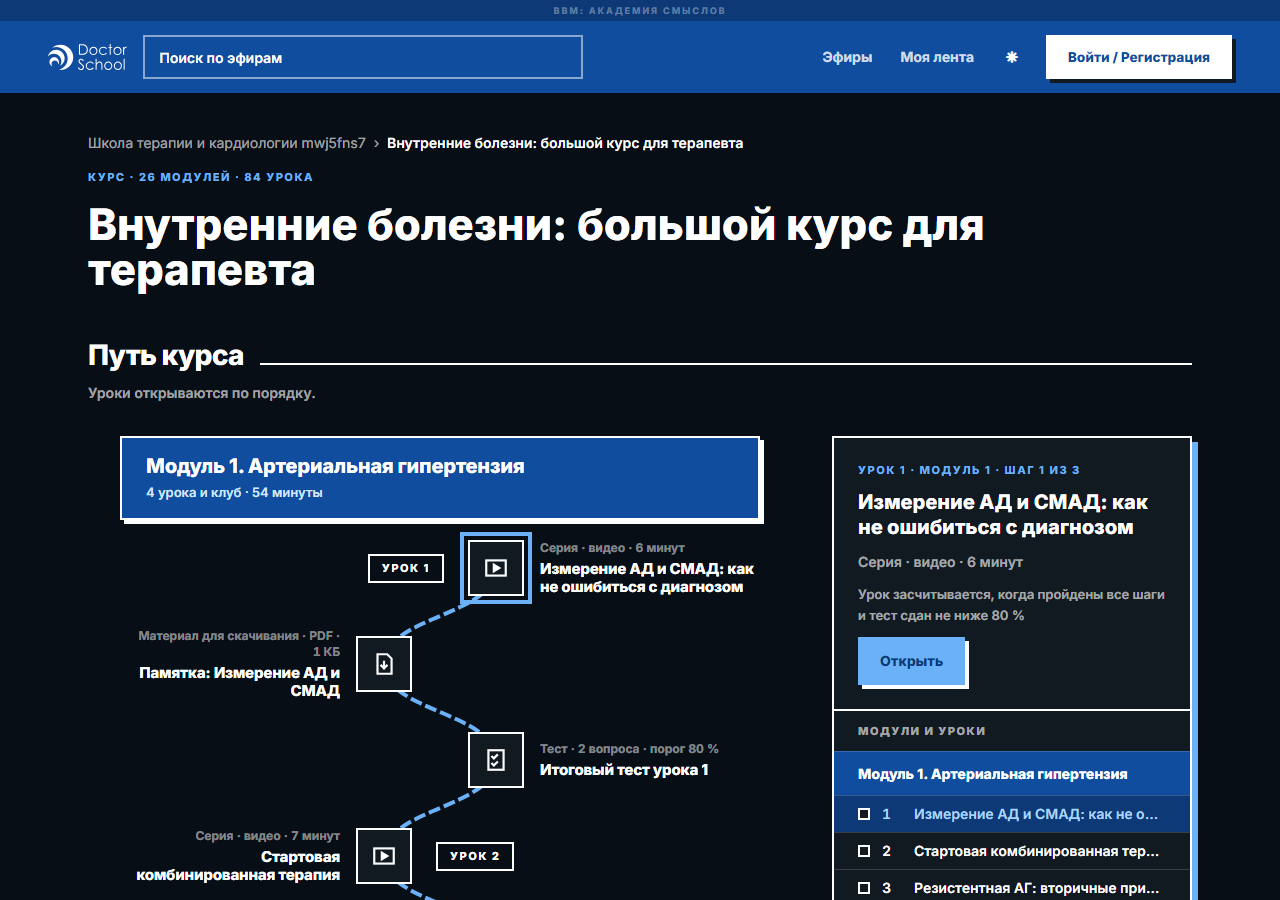 ВВМ: АКАДЕМИЯ СМЫСЛОВ
Doctor
School
Поиск по эфирам
Эфиры
Моя лента
Войти / Регистрация
Школа терапии и кардиологии mwj5fns7 › Внутренние болезни: большой курс для терапевта
КУРС · 26 МОДУЛЕЙ · 84 УРОКА
Внутренние болезни: большой курс для
терапевта
Путь курса
Уроки открываются по порядку.
Модуль 1. Артериальная гипертензия
4 урока и клуб · 54 минуты
УРОК 1
Серия · видео · 6 минут
Измерение АД и СМАД: как
не ошибиться с диагнозом
Материал для скачивания · PDF ·
1 КБ
Памятка: Измерение АД и
СМАД
Тест · 2 вопроса · порог 80 %
Итоговый тест урока 1
Серия · видео · 7 минут
Стартовая
комбинированная терапия
УРОК 2
УРОК 1 · МОДУЛЬ 1 · ШАГ 1 ИЗ 3
Измерение АД и СМАД: как
не ошибиться с диагнозом
Серия · видео · 6 минут
Урок засчитывается, когда пройдены все шаги
и тест сдан не ниже 80 %
Открыть
МОДУЛИ И УРОКИ
Модуль 1. Артериальная гипертензия
1 Измерение АД и СМАД: как не о...
2 Стартовая комбинированная тер...
3 Резистентная АГ: вторичные при...